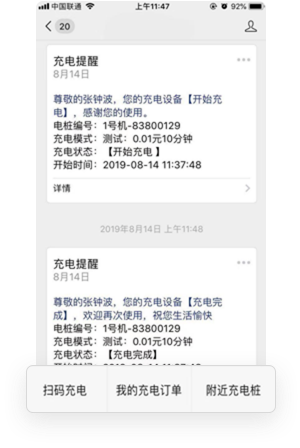 中国联通 上午11:47 92%
20
充电提醒
8月14日
尊敬的张钟波，您的充电设备【开始充
电】，感谢您的使用。
电桩编号：1号机-83800129
充电模式：测试：0.01元10分钟
充电状态：【开始充电 】
开始时间：2019-08-14 11:37:48
详情
2019年8月14日 上午11:48
充电提醒
8月14日
尊敬的张钟波，您的充电设备【充电完
成】，欢迎再次使用，祝您生活愉快
电桩编号：1号机-83800129
充电模式：测试：0.01元10分钟
充电状态：【充电完成】
扫码充电 我的充电订单 附近充电桩